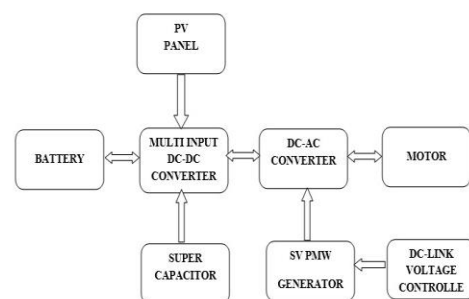 PV
PANEL
BATTERY
MULTI INPUT
DC-DC
CONVERTER
DC-AC
CONVERTER
MOTOR
SUPER
CAPACITOR
SV PMW
GENERATOR
DC-LINK
VOLTAGE
CONTROLLE